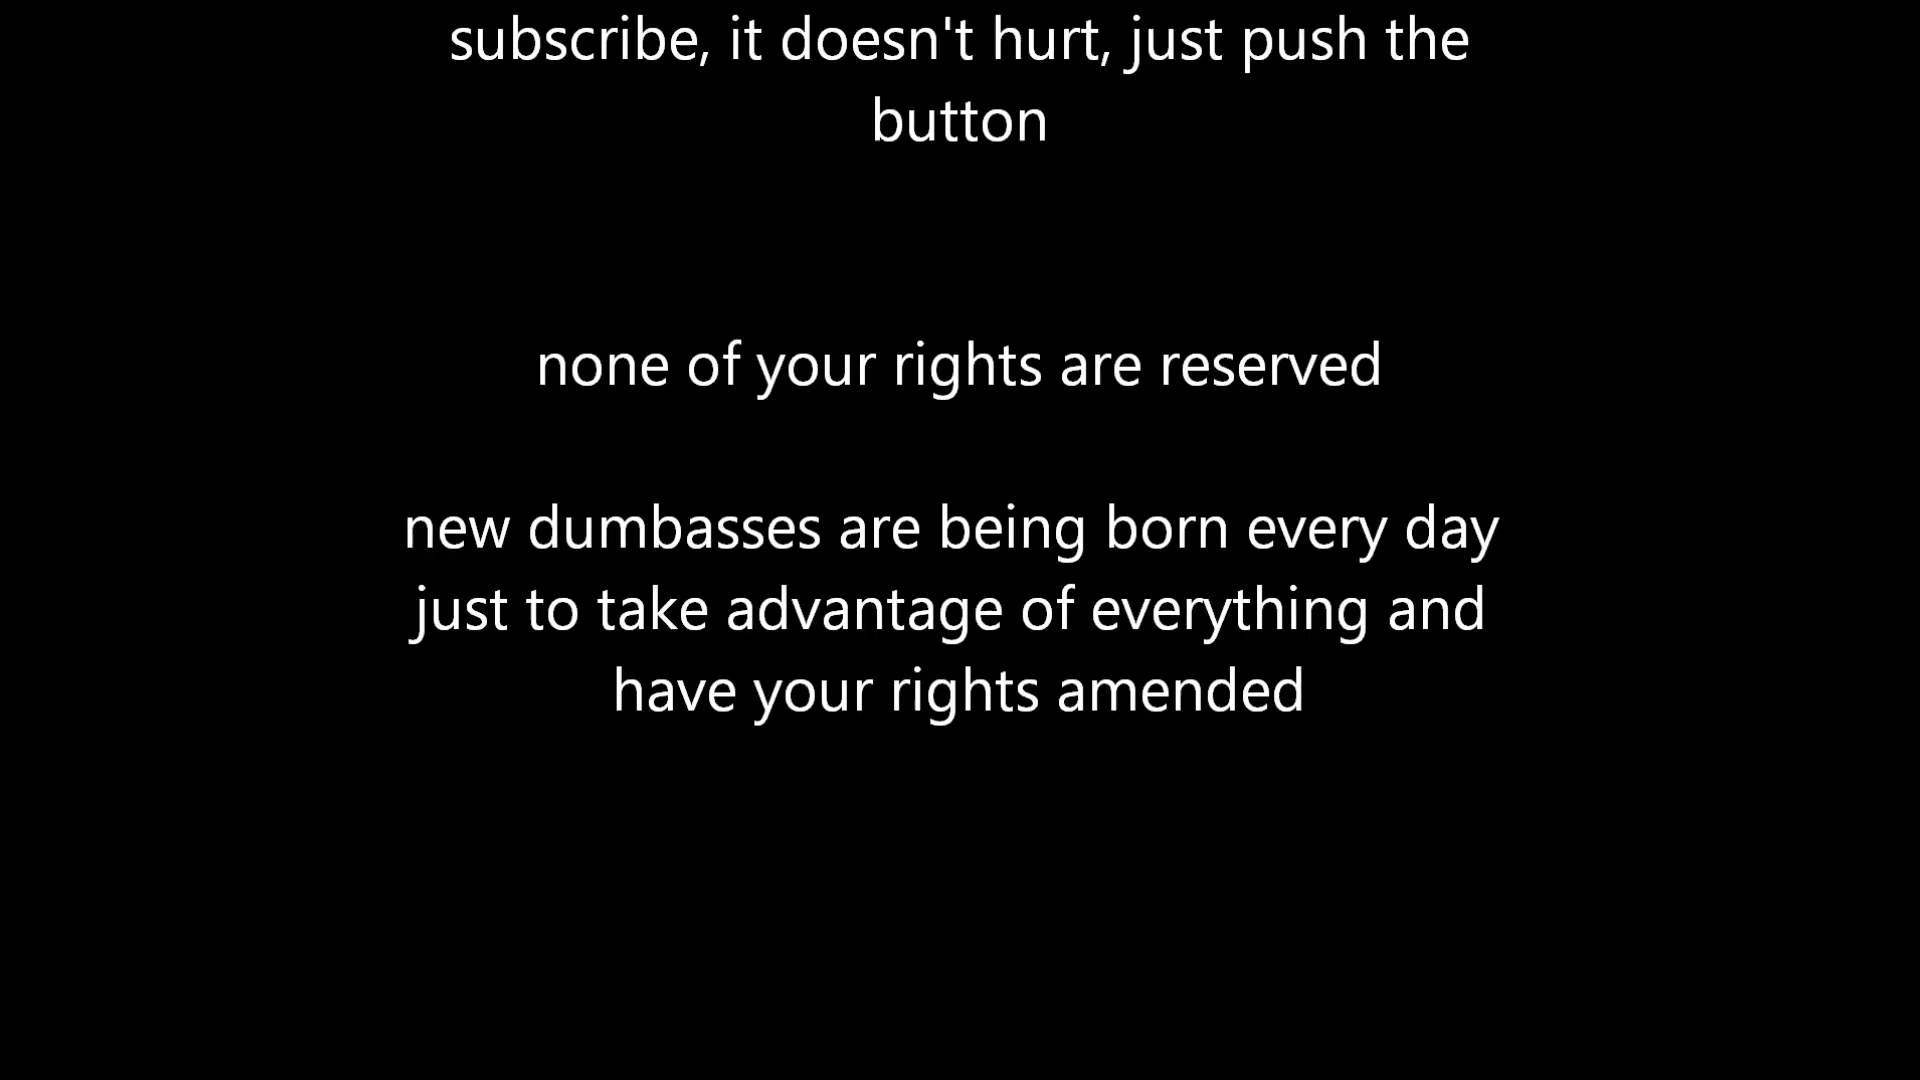 subscribe, it doesn't hurt, just push the
button
none of your rights are reserved
new dumbasses are being born every day
just to take advantage of everything and
have your rights amended